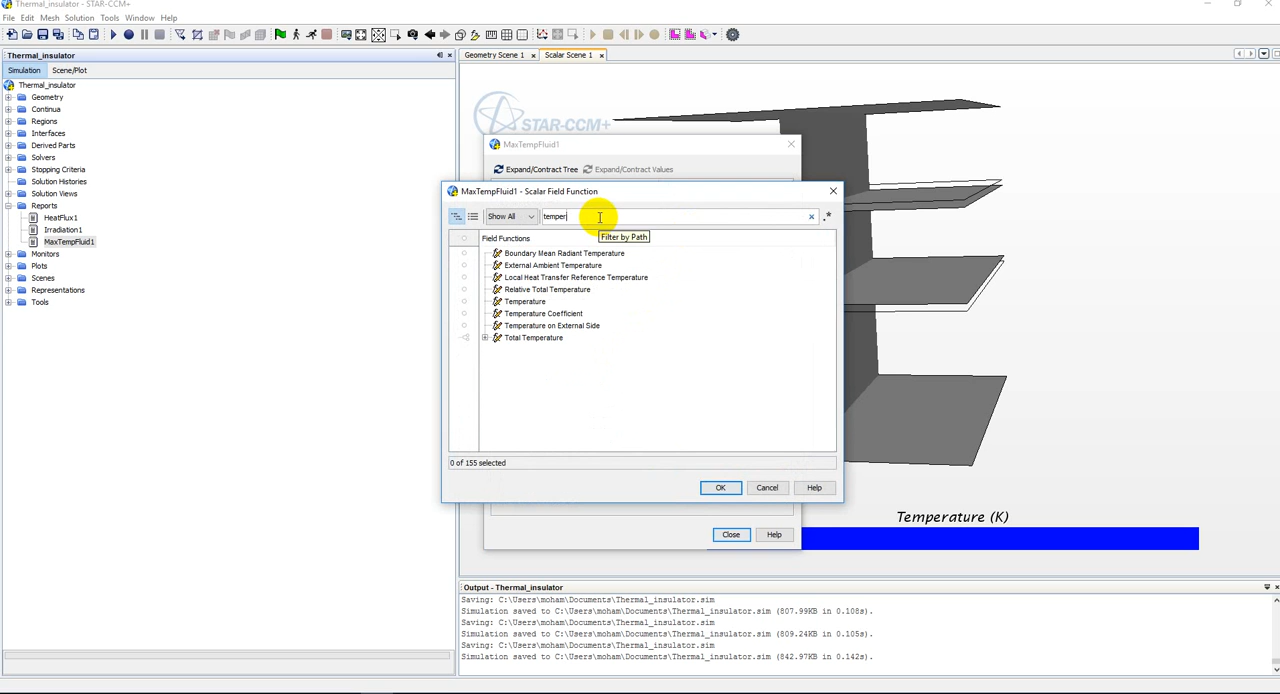 Thermal_insulator - STAR-CCM+
File Edit Mesh Solution Tools Window Help
Thermal_insulator
Simulation Scene/Plot
Thermal_insulator
Geometry
Continua
Regions
Interfaces
Derived Parts
Solvers
Stopping Criteria
Solution Histories
Solution Views
Reports
HeatFlux1
Irradiation1
MaxTempFluid1
Monitors
Plots
Scenes
Representations
Tools
Geometry Scene 1 × Scalar Scene 1 ×
STAR-CCM+
MaxTempFluid1
Expand/Contract Tree Expand/Contract Values
MaxTempFluid1 - Scalar Field Function
Show All temper
.*
Filter by Path
Field Functions
Boundary Mean Radiant Temperature
External Ambient Temperature
Local Heat Transfer Reference Temperature
Relative Total Temperature
Temperature
Temperature Coefficient
Temperature on External Side
Total Temperature
0 of 155 selected
OK Cancel Help
Close Help
Temperature (K)
Output - Thermal_insulator
Saving: C:\Users\moham\Documents\Thermal_insulator.sim
Simulation saved to C:\Users\moham\Documents\Thermal_insulator.sim (807.99KB in 0.108s).
Saving: C:\Users\moham\Documents\Thermal_insulator.sim
Simulation saved to C:\Users\moham\Documents\Thermal_insulator.sim (809.24KB in 0.105s).
Saving: C:\Users\moham\Documents\Thermal_insulator.sim
Simulation saved to C:\Users\moham\Documents\Thermal_insulator.sim (842.97KB in 0.142s).